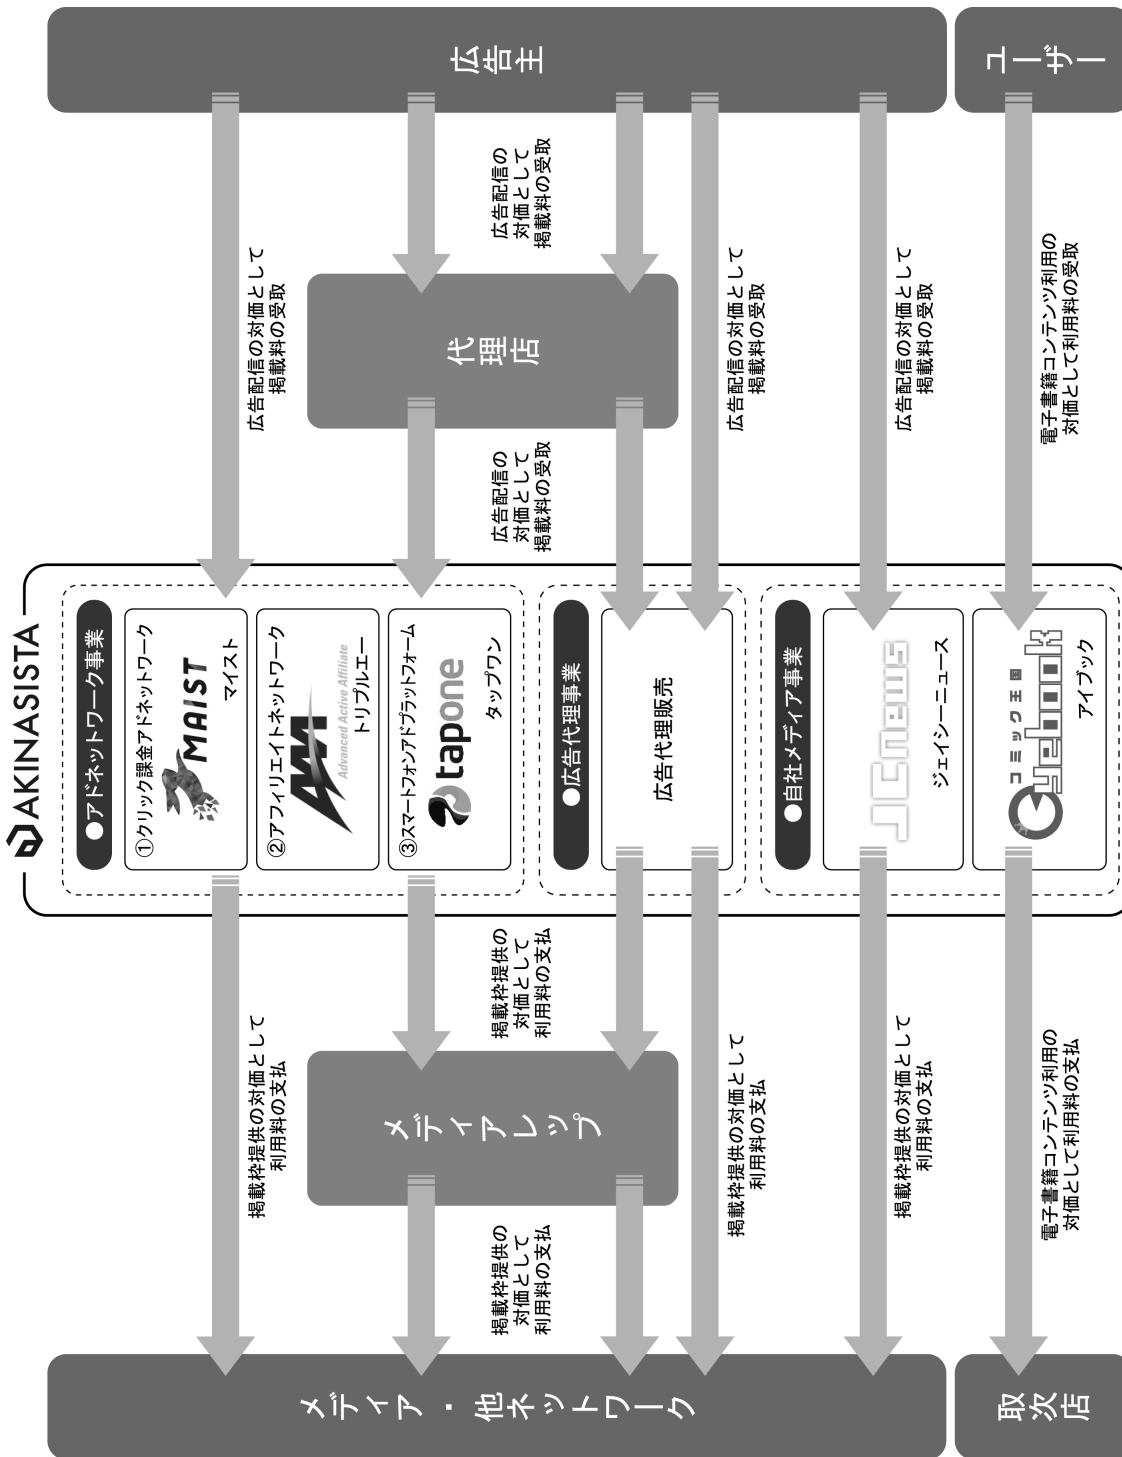 AKINASISTA
メディア・他ネットワーク
取次店
掲載枠提供の対価として
利用料の支払
掲載枠提供の
対価として
利用料の支払
メディアレップ
掲載枠提供の
対価として
利用料の支払
掲載枠提供の対価として
利用料の支払
掲載枠提供の対価として
利用料の支払
電子書籍コンテンツ利用の
対価として利用料の支払
●アドネットワーク事業
①クリック課金アドネットワーク
MAIST
マイスト
②アフィリエイトネットワーク
AAA
Advanced Active Affiliate
トリプルエー
③スマートフォンアドプラットフォーム
tapone
タップワン
●広告代理事業
広告代理販売
●自社メディア事業
JCnews
ジェイシーニュース
コミック王国
アイブック
広告配信の対価として
掲載料の受取
広告配信の
対価として
掲載料の受取
代理店
広告配信の
対価として
掲載料の受取
広告配信の対価として
掲載料の受取
広告配信の対価として
掲載料の受取
電子書籍コンテンツ利用の
対価として利用料の受取
広告主
ユーザー